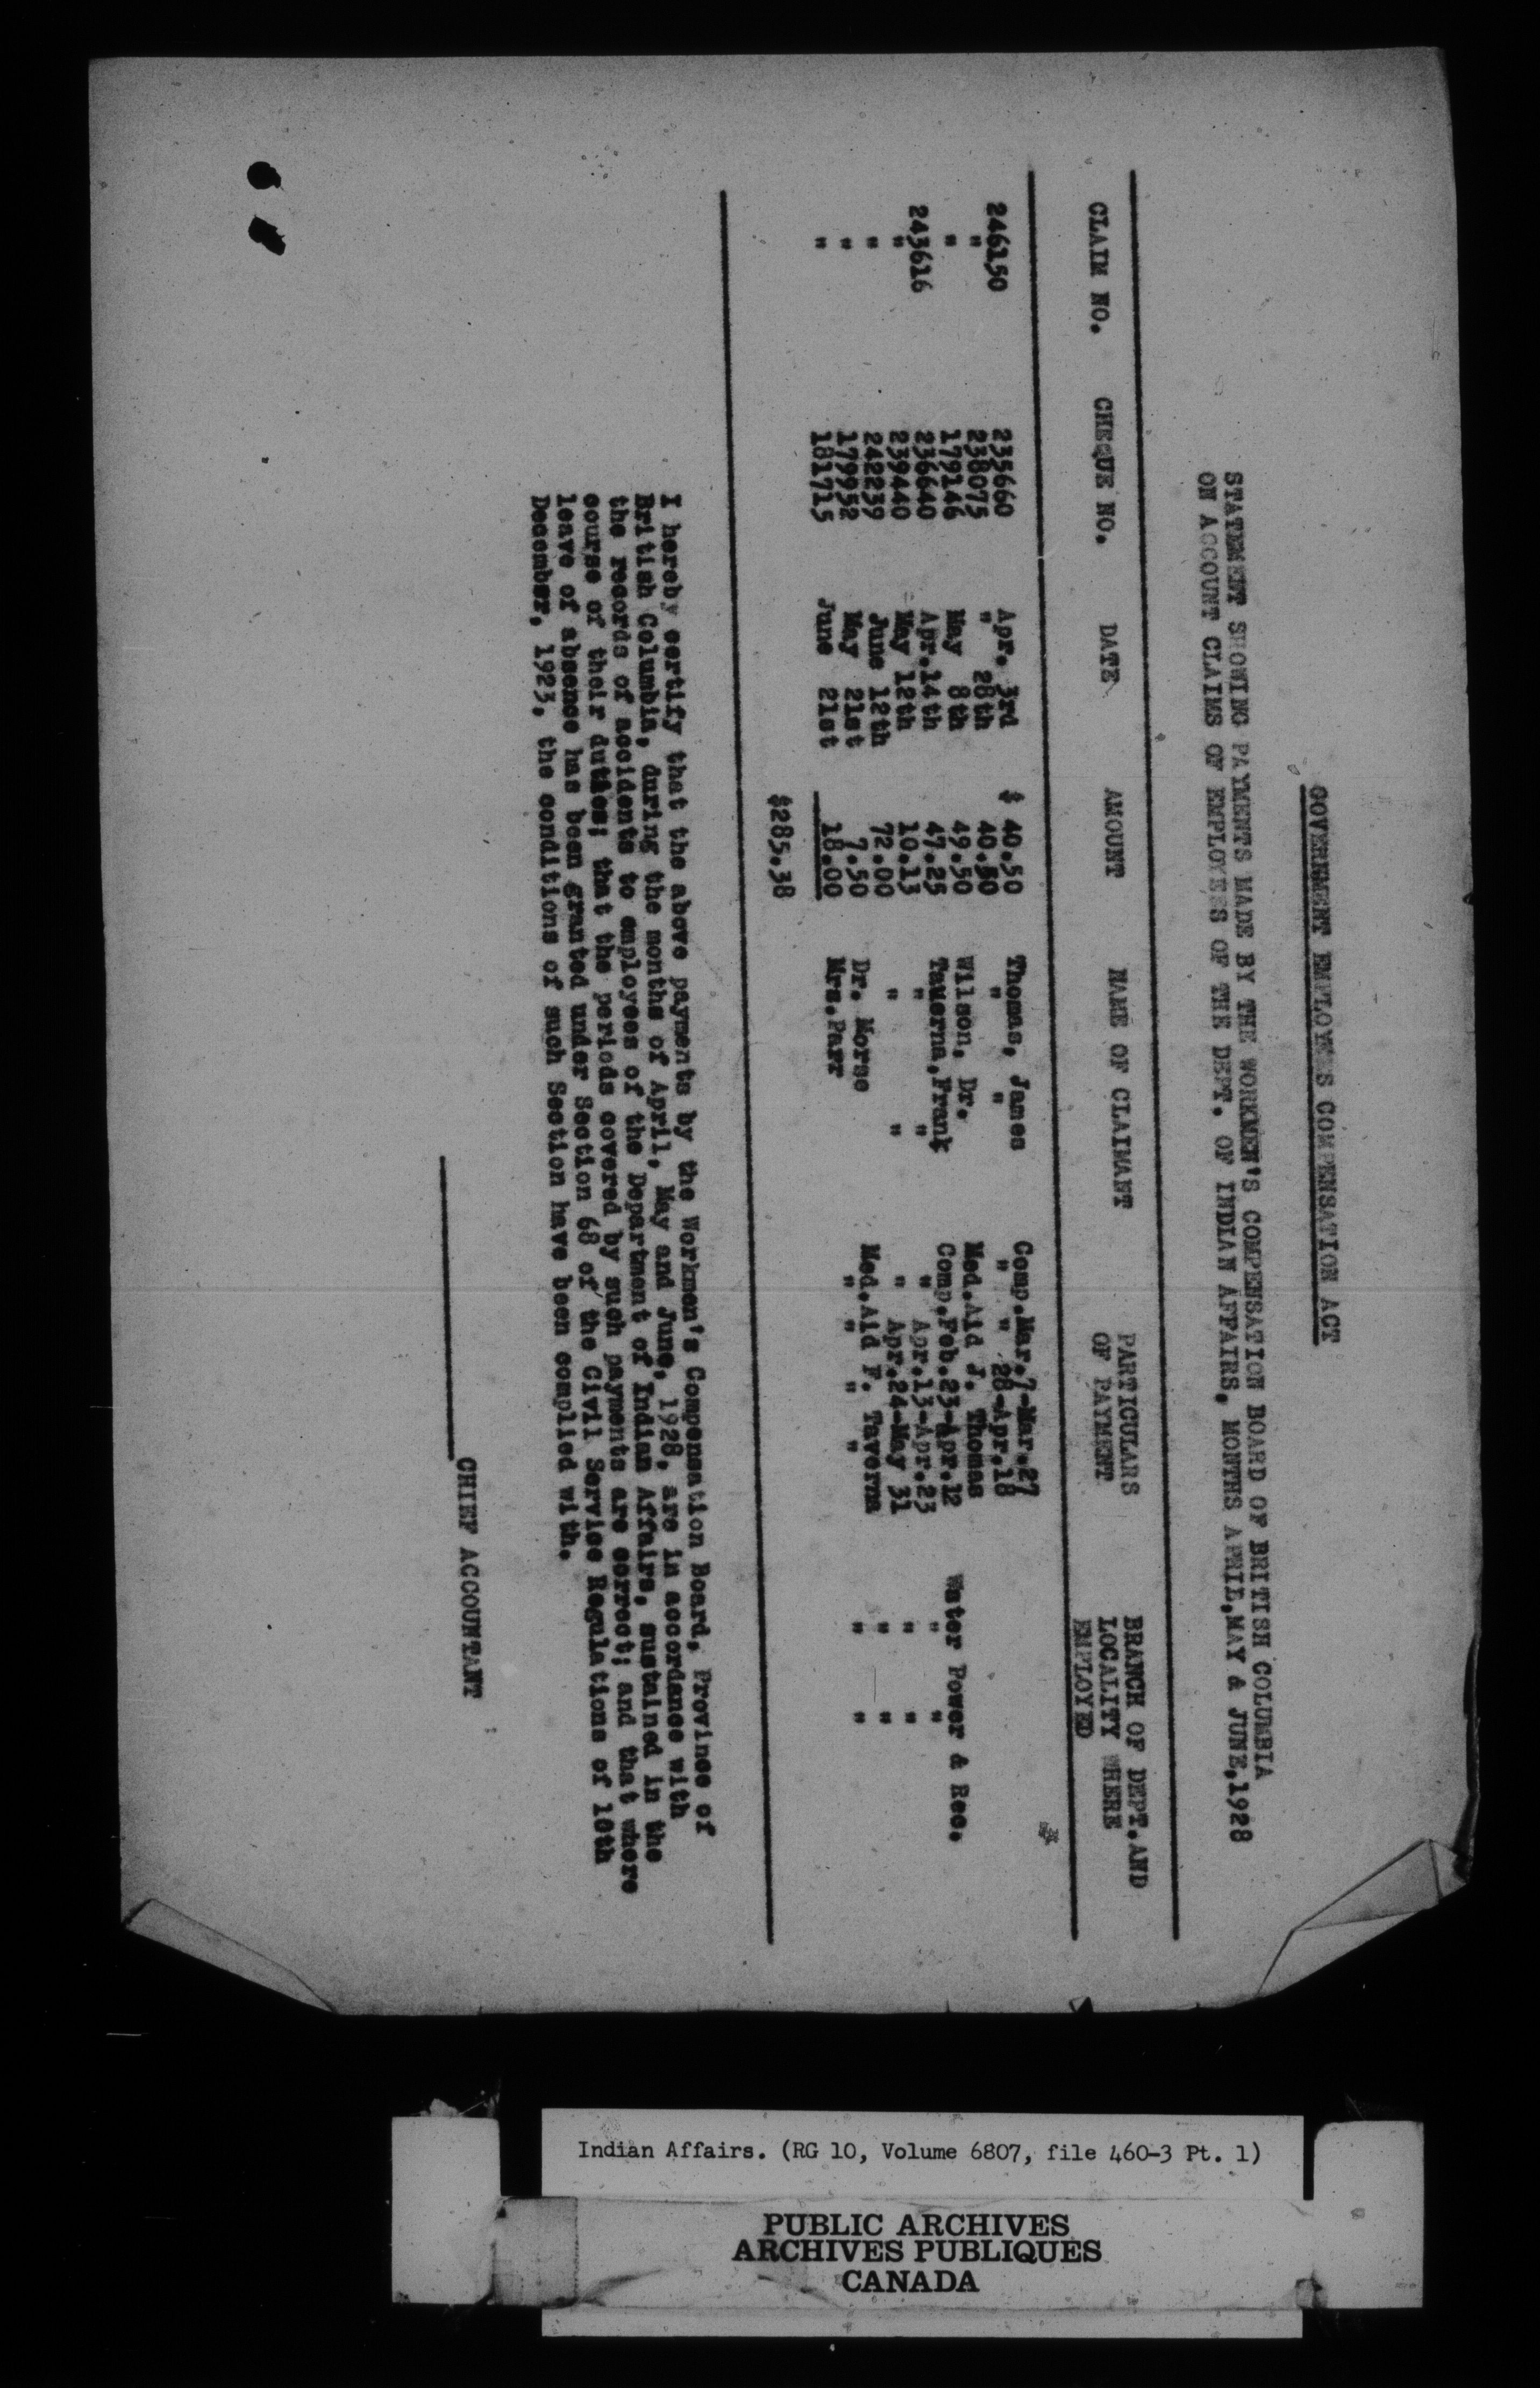 GOVERNMENT EMPLOYEES COMPENSATION ACT
STATEMENT SHOWING PAYMENTS MADE BY THE WORKMEN'S COMPENSATION BOARD OF BRITISH COLUMBIA
ON ACCOUNT CLAIMS OF EMPLOYEES OF THE DEPT. OF INDIAN AFFAIRS, MONTHS APRIL,MAY & JUNE,1928
CLAIM NO. CHEQUE NO. DATE AMOUNT NAME OF CLAIMANT PARTICULARS OF PAYMENT BRANCH OF DEPT.AND LOCALITY WHERE EMPLOYED
246150 235660 Apr. 3rd $ 40.50 Thomas, James Comp.Mar.7-Mar.27
" 238075 " 28th 40.50 " " " " 28-Apr.18
" 179146 May 8th 49.50 Wilson, Dr. Med.Aid J. Thomas
243616 236640 Apr.14th 47.25 Taverna,Frank Comp.Feb.23-Apr.12 Water Power & Rec.
" 239440 May 12th 10.13 " " " Apr.13-Apr.23 " "
" 242239 June 12th 72.00 " " " Apr.24-May 31 " "
" 179952 May 21st 7.50 Dr. Morse Med.Aid F. Taverna " "
" 181715 June 21st 18.00 Mrs.Parr " " " " " "
$285.38
I hereby certify that the above payments by the Workmen's Compensation Board, Province of
British Columbia, during the months of April, May and June, 1928, are in accordance with
the records of accidents to employees of the Department of Indian Affairs, sustained in the
course of their duties; that the periods covered by such payments are correct; and that where
leave of absence has been granted under Section 68 of the Civil Service Regulations of 10th
December, 1923, the conditions of such Section have been complied with.
CHIEF ACCOUNTANT
Indian Affairs. (RG 10, Volume 6807, file 460-3 Pt. 1)
PUBLIC ARCHIVES
ARCHIVES PUBLIQUES
CANADA